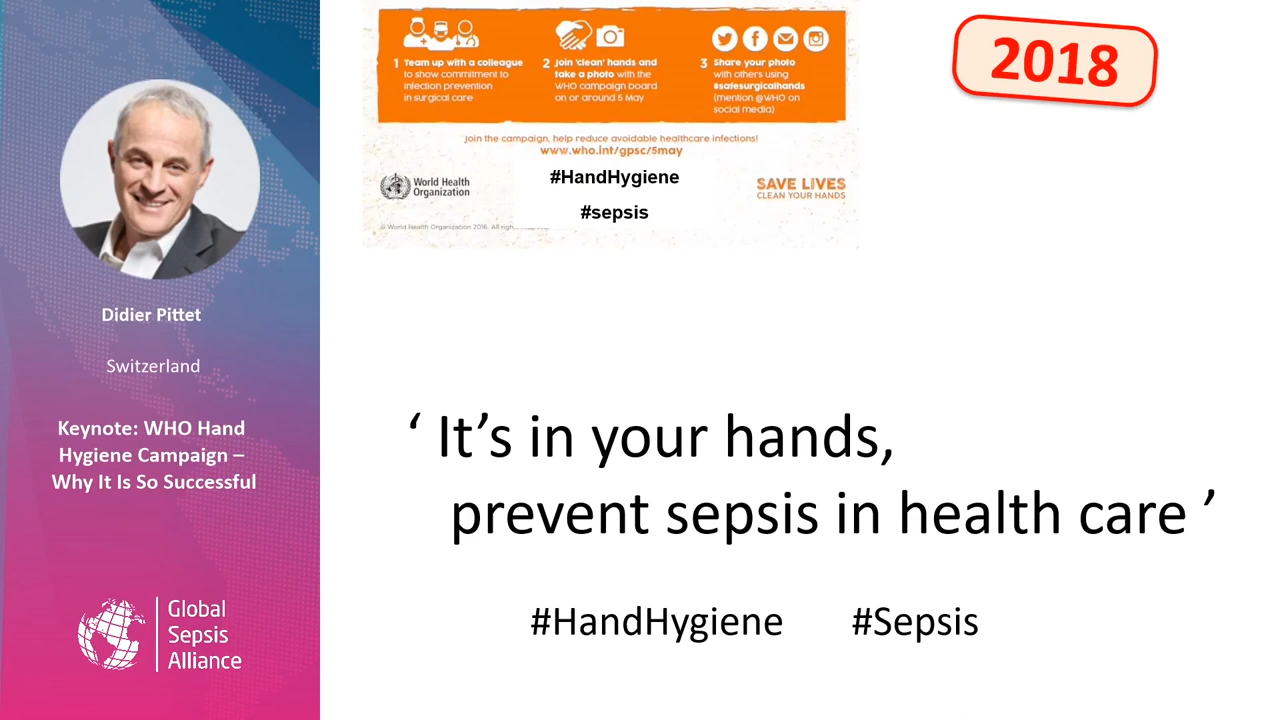 Didier Pittet
Switzerland
Keynote: WHO Hand
Hygiene Campaign –
Why It Is So Successful
Global
Sepsis
Alliance
1 Team up with a colleague
to show commitment to
infection prevention
in surgical care
2 Join 'clean' hands and
take a photo with the
WHO campaign board
on or around 5 May
3 Share your photo
with others using
#safesurgicalhands
(mention @WHO on
social media)
Join the campaign, help reduce avoidable healthcare infections!
www.who.int/gpsc/5may
World Health
Organization
#HandHygiene
#sepsis
SAVE LIVES
CLEAN YOUR HANDS
© World Health Organization 2016. All
2018
‘ It’s in your hands,
prevent sepsis in health care ’
#HandHygiene #Sepsis